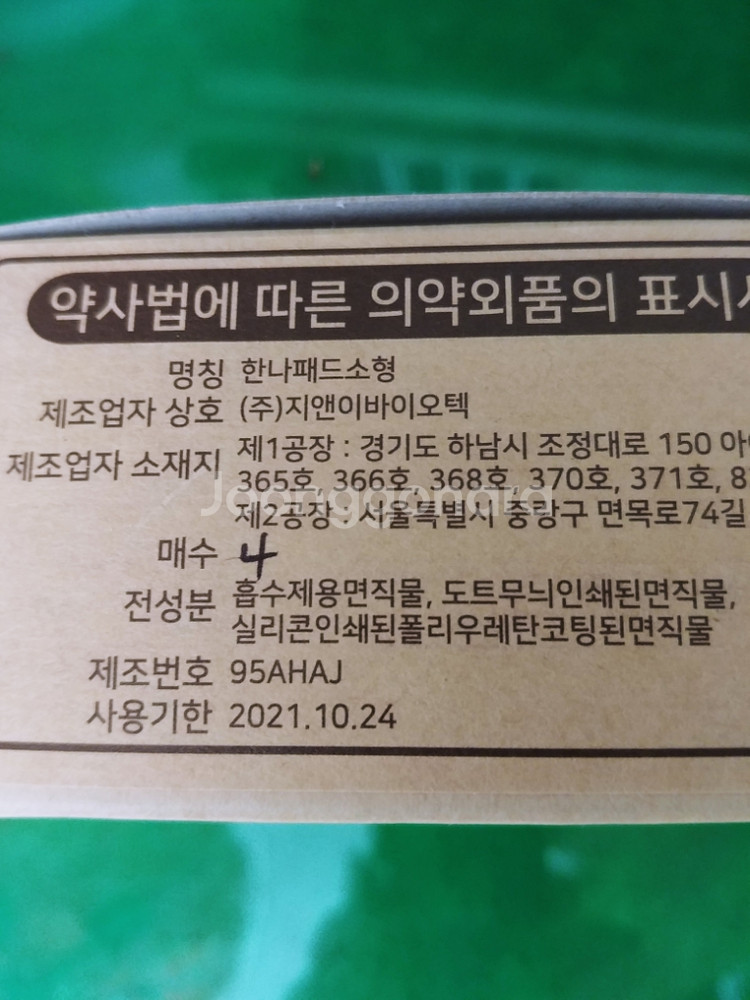 약사법에 따른 의약외품의 표시
명칭 한나패드소형
제조업자 상호 (주)지앤이바이오텍
제조업자 소재지 제1공장 : 경기도 하남시 조정대로 150
365호, 366호, 368호, 370호, 371호, 8
제2공장 : 서울특별시 중랑구 면목로74길
Joonggonara
매수 4
전성분 흡수제용면직물, 도트무늬인쇄된면직물,
실리콘인쇄된폴리우레탄코팅된면직물
제조번호 95AHAJ
사용기한 2021.10.24